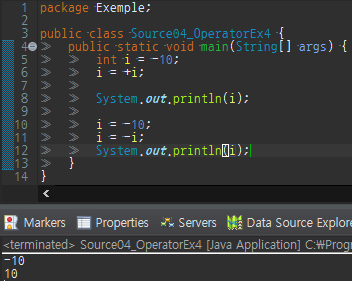 1 package Exemple;
2
3 public class Source04_OperatorEx4 {
4 public static void main(String[] args) {
5 int i = -10;
6 i = +i;
7
8 System.out.println(i);
9
10 i = -10;
11 i = -i;
12 System.out.println(i);
13 }
14 }
Markers Properties Servers Data Source Explore
<terminated> Source04_OperatorEx4 [Java Application] C:₩Prog
-10
10